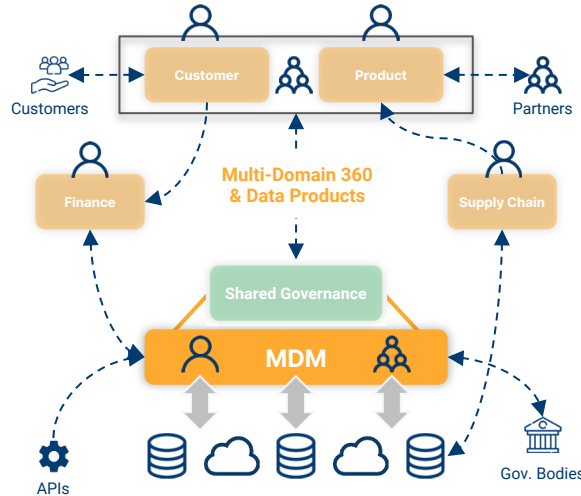 Customer
Product
Customers
Partners
Multi-Domain 360
& Data Products
Finance
Supply Chain
Shared Governance
MDM
APIs
Gov. Bodies